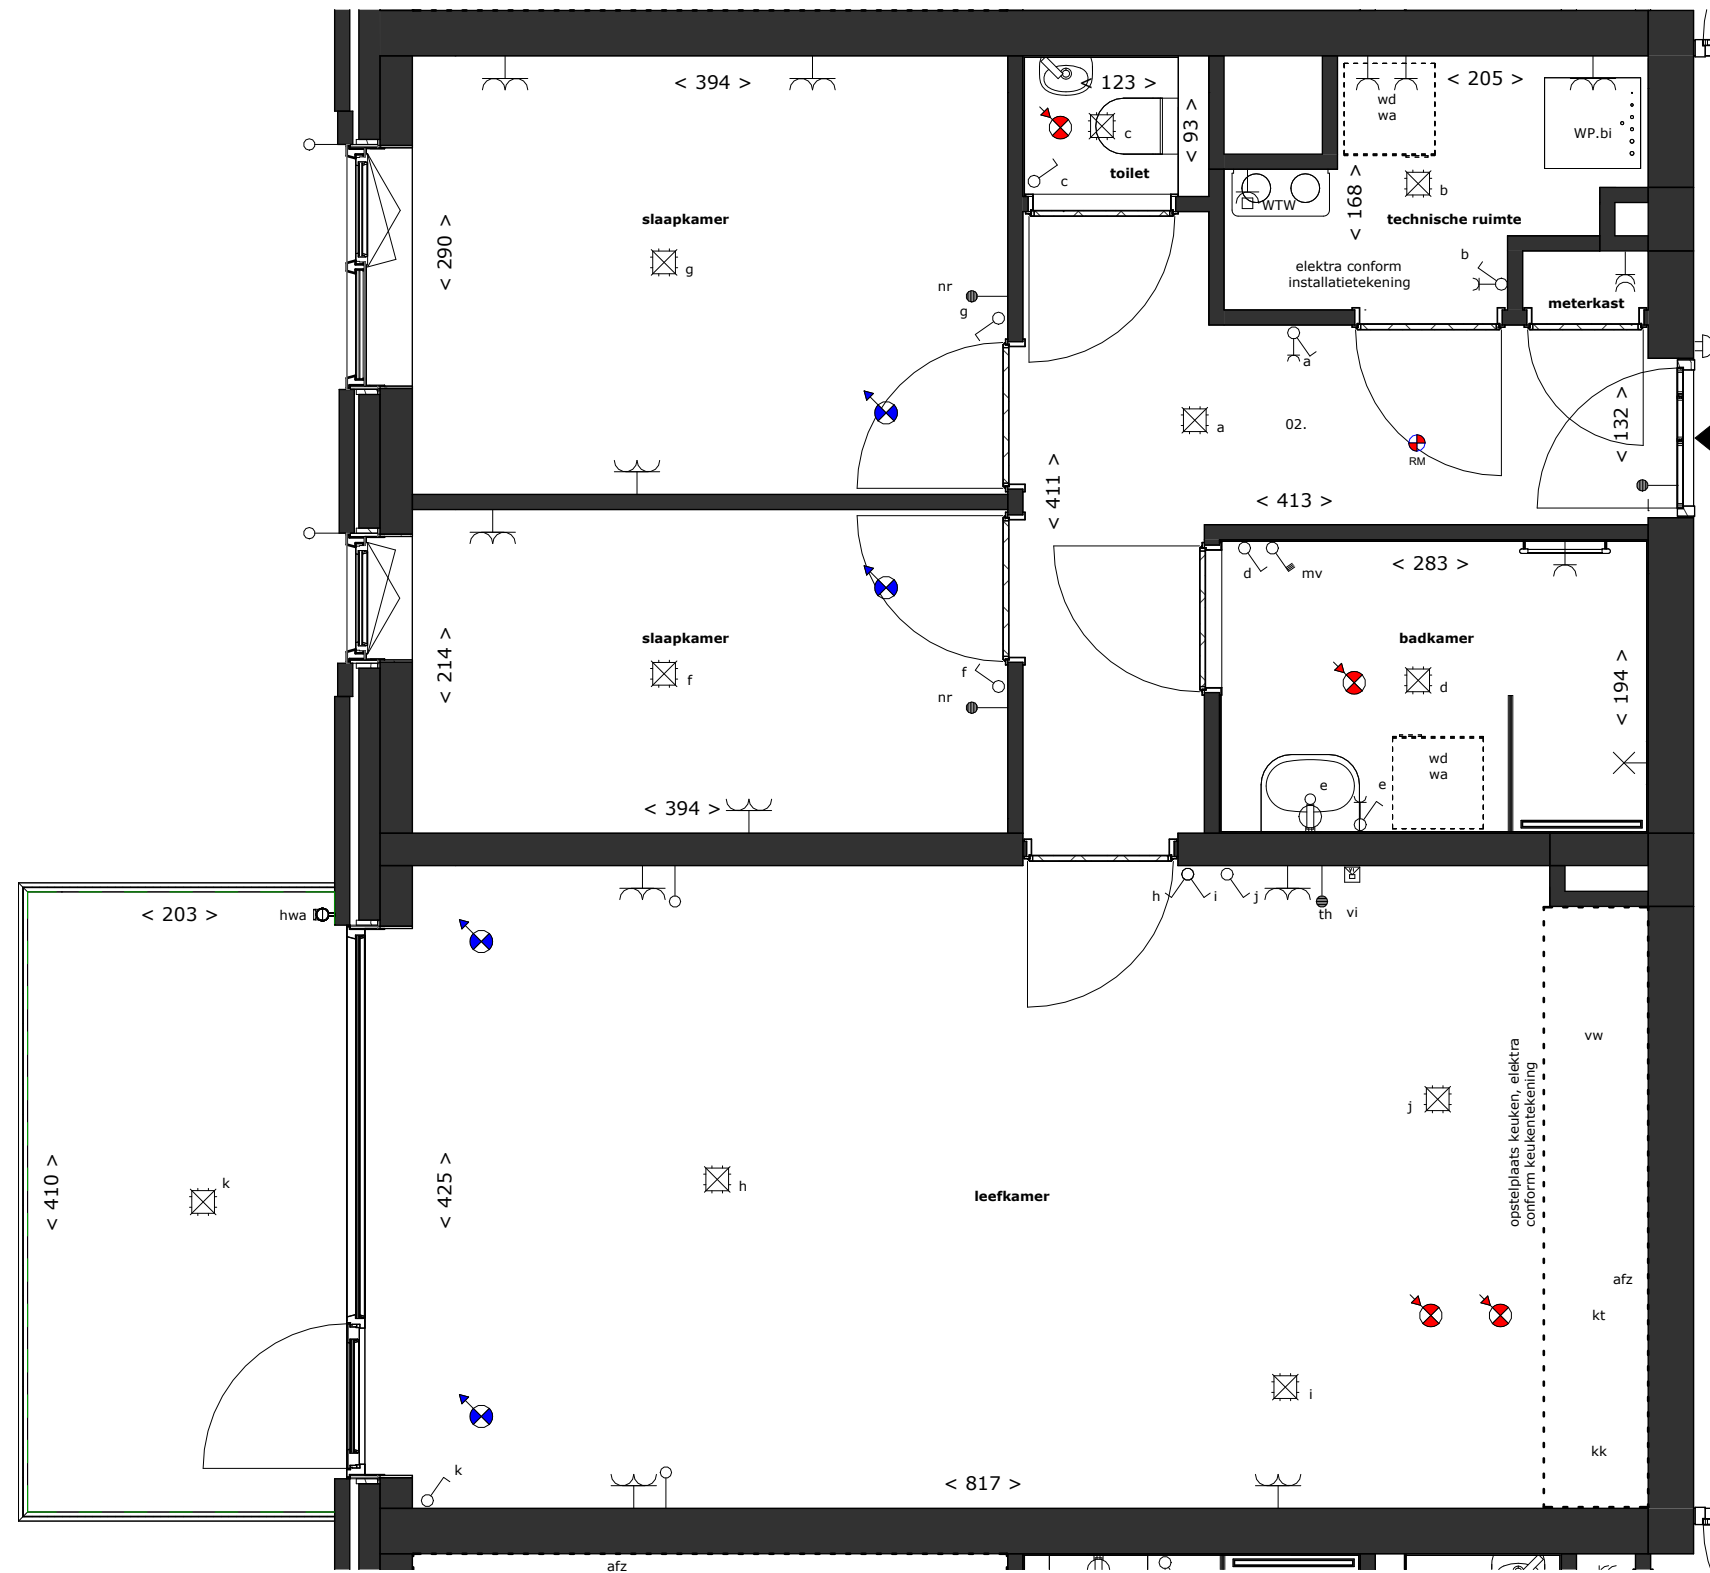 < 394 >
< 123 >
< 93 >
c
c
toilet
wd
wa
< 205 >
WP.bi
b
WTW
< 168 >
technische ruimte
elektra conform
installatietekening
b
meterkast
slaapkamer
g
< 290 >
nr
g
a
a
02.
RM
< 132 >
< 411 >
< 413 >
d
mv
< 283 >
badkamer
slaapkamer
f
< 214 >
f
nr
d
< 194 >
wd
wa
e
e
< 394 >
< 203 >
hwa
h
i
j
th
vi
vw
opstelplaats keuken, elektra
conform keukentekening
j
k
< 410 >
< 425 >
h
leefkamer
afz
kt
i
kk
k
< 817 >
afz